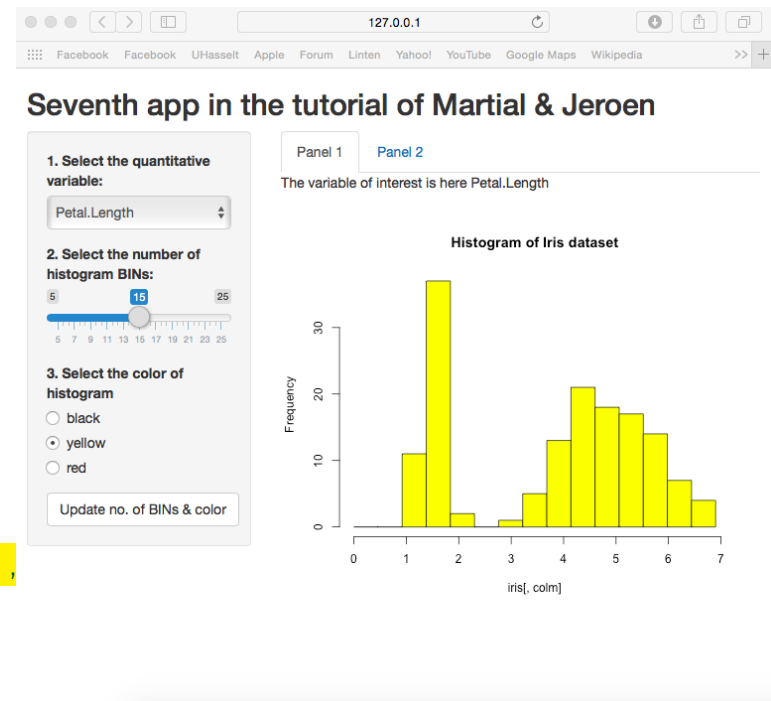 127.0.0.1
Facebook Facebook UHasselt Apple Forum Linten Yahoo! YouTube Google Maps Wikipedia >> +
Seventh app in the tutorial of Martial & Jeroen
1. Select the quantitative
variable:
Petal.Length
2. Select the number of
histogram BINs:
5 15 25
5 7 9 11 13 15 17 19 21 23 25
3. Select the color of
histogram
black
yellow
red
Update no. of BINs & color
,
Panel 1 Panel 2
The variable of interest is here Petal.Length
Histogram of Iris dataset
Frequency
30
20
10
0
0 1 2 3 4 5 6 7
iris[, colm]